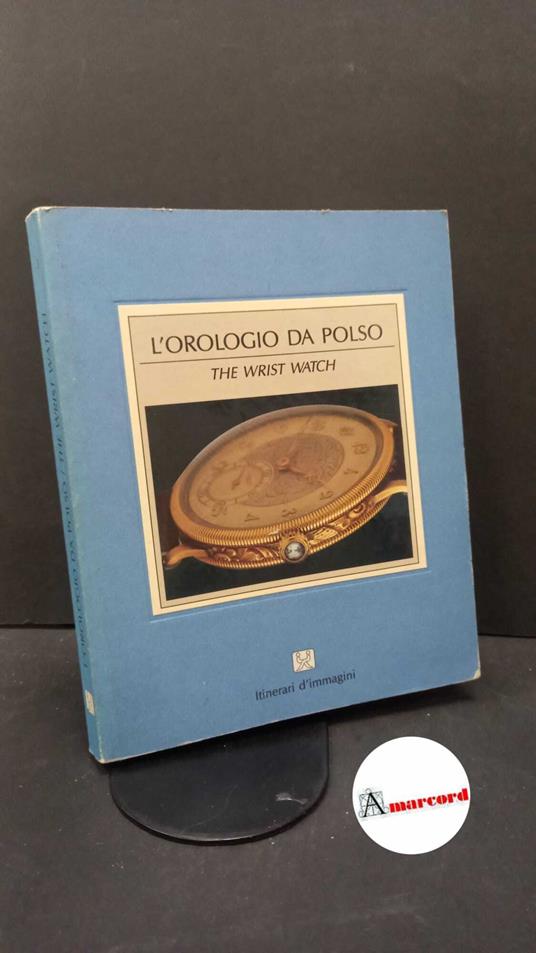 L'OROLOGIO DA POLSO
THE WRIST WATCH
Itinerari d'immagini
L'OROLOGIO DA POLSO / THE WRIST WATCH
Amarcord